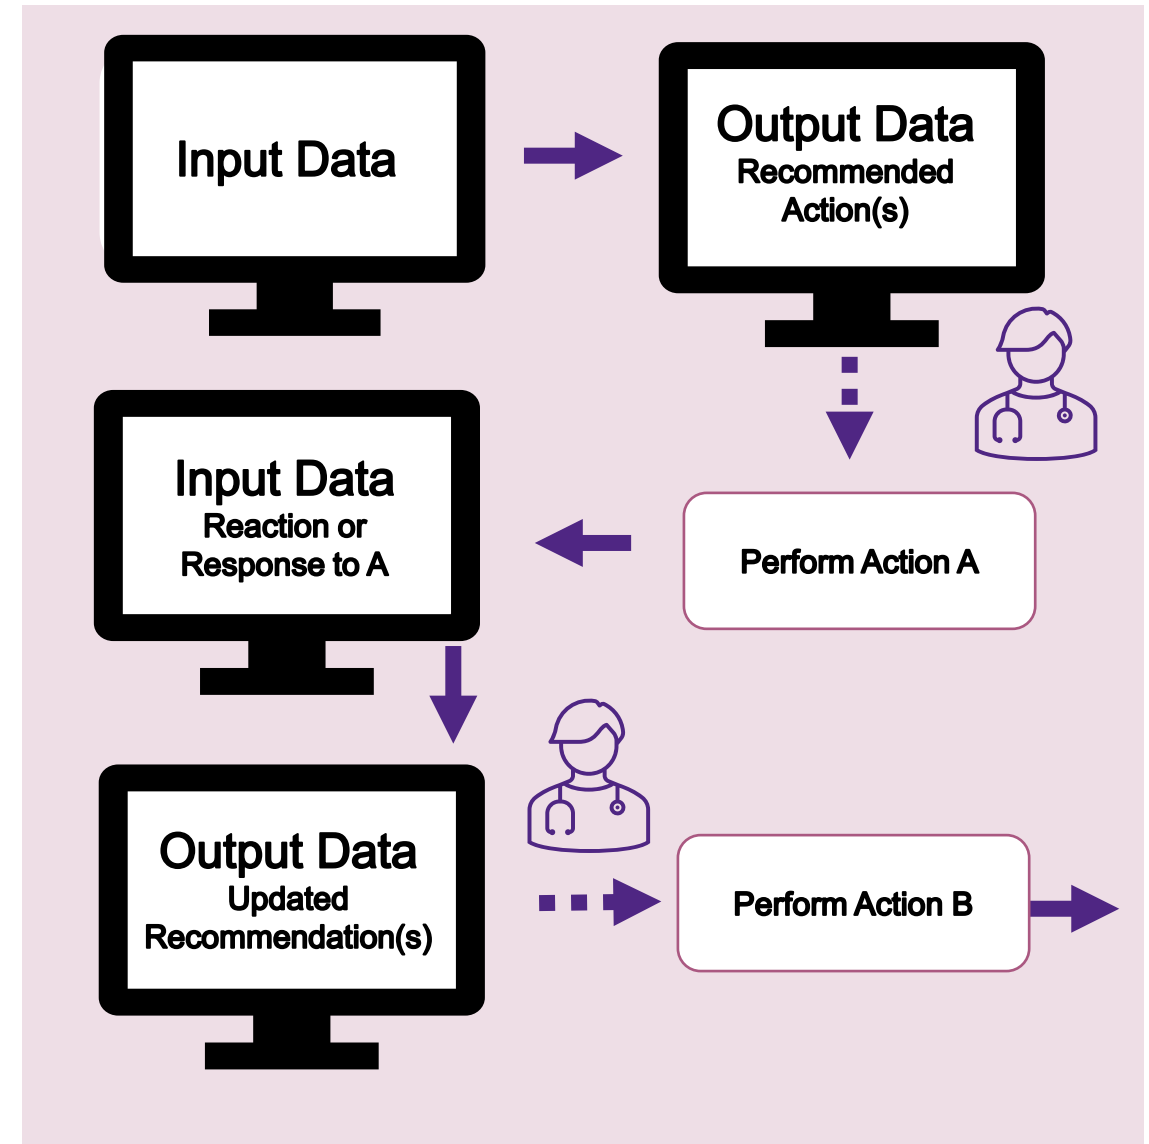 Input Data
Output Data
Recommended
Action(s)
Perform Action A
Input Data
Reaction or
Response to A
Output Data
Updated
Recommendation(s)
Perform Action B